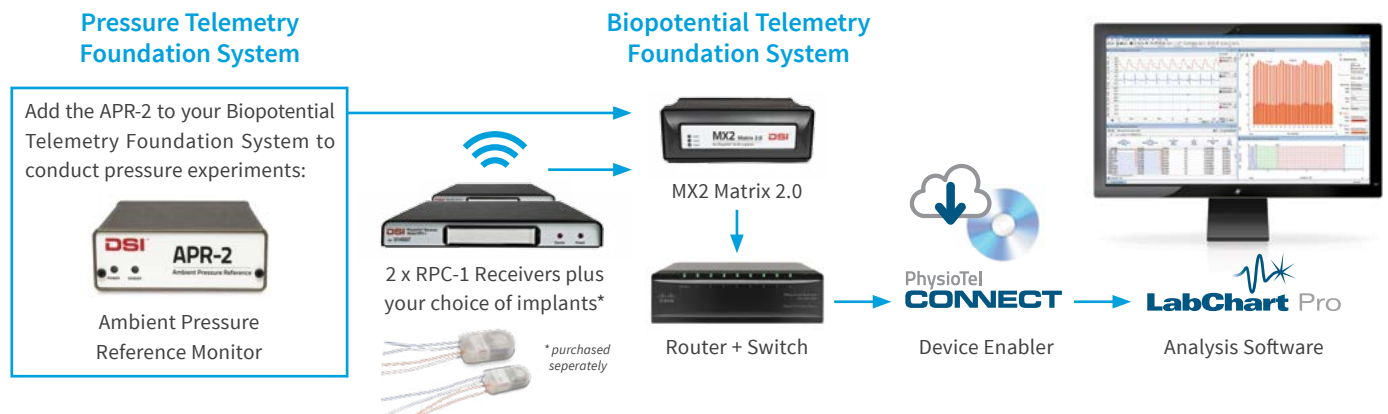 Pressure Telemetry
Foundation System
Add the APR-2 to your Biopotential
Telemetry Foundation System to
conduct pressure experiments:
DSI
APR-2
Ambient Pressure Reference
Ambient Pressure
Reference Monitor
2 x RPC-1 Receivers plus
your choice of implants*
* purchased
seperately
Biopotential Telemetry
Foundation System
MX2 Matrix 2.0 DSI
MX2 Matrix 2.0
Router + Switch
PhysioTel
CONNECT
Device Enabler
LabChart Pro
Analysis Software